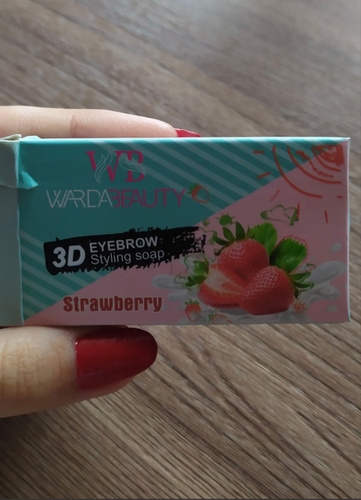 WB
WARDABEAUTY
3D EYEBROW
Styling soap
Strawberry